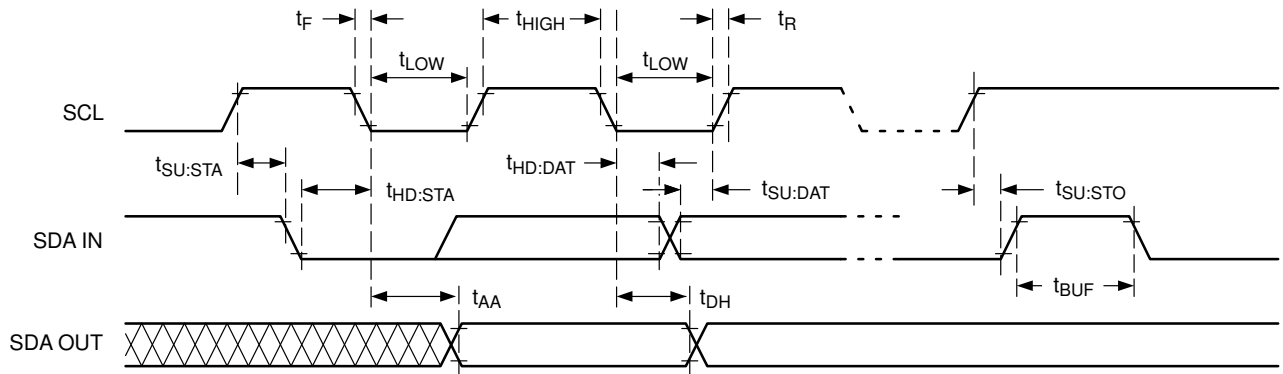 tF
tHIGH
tR
tLOW
tLOW
SCL
tSU:STA
tHD:STA
tHD:DAT
tSU:DAT
tSU:STO
SDA IN
tAA
tDH
tBUF
SDA OUT